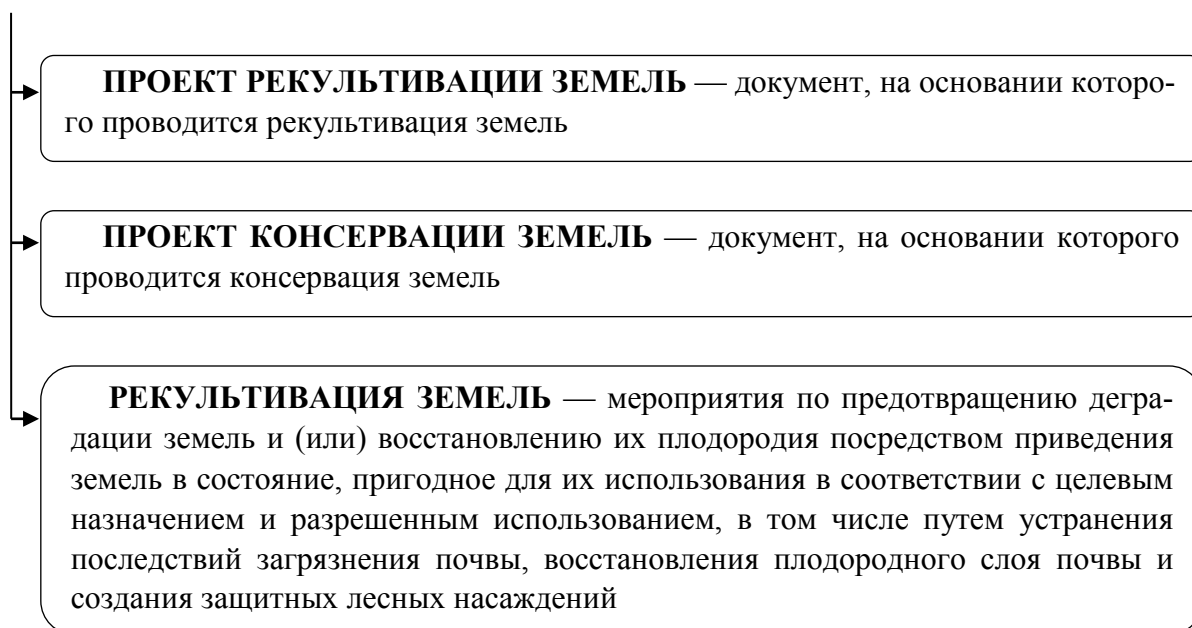 ПРОЕКТ РЕКУЛЬТИВАЦИИ ЗЕМЕЛЬ — документ, на основании которо-
го проводится рекультивация земель
ПРОЕКТ КОНСЕРВАЦИИ ЗЕМЕЛЬ — документ, на основании которого
проводится консервация земель
РЕКУЛЬТИВАЦИЯ ЗЕМЕЛЬ — мероприятия по предотвращению дегра-
дации земель и (или) восстановлению их плодородия посредством приведения
земель в состояние, пригодное для их использования в соответствии с целевым
назначением и разрешенным использованием, в том числе путем устранения
последствий загрязнения почвы, восстановления плодородного слоя почвы и
создания защитных лесных насаждений